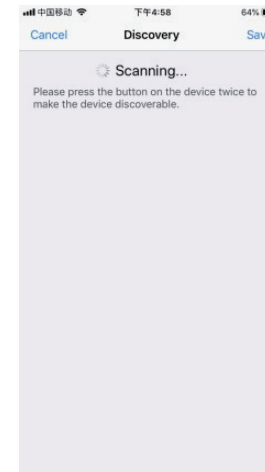 中国移动 下午4:58 64%
Cancel Discovery Sav
Scanning...
Please press the button on the device twice to
make the device discoverable.